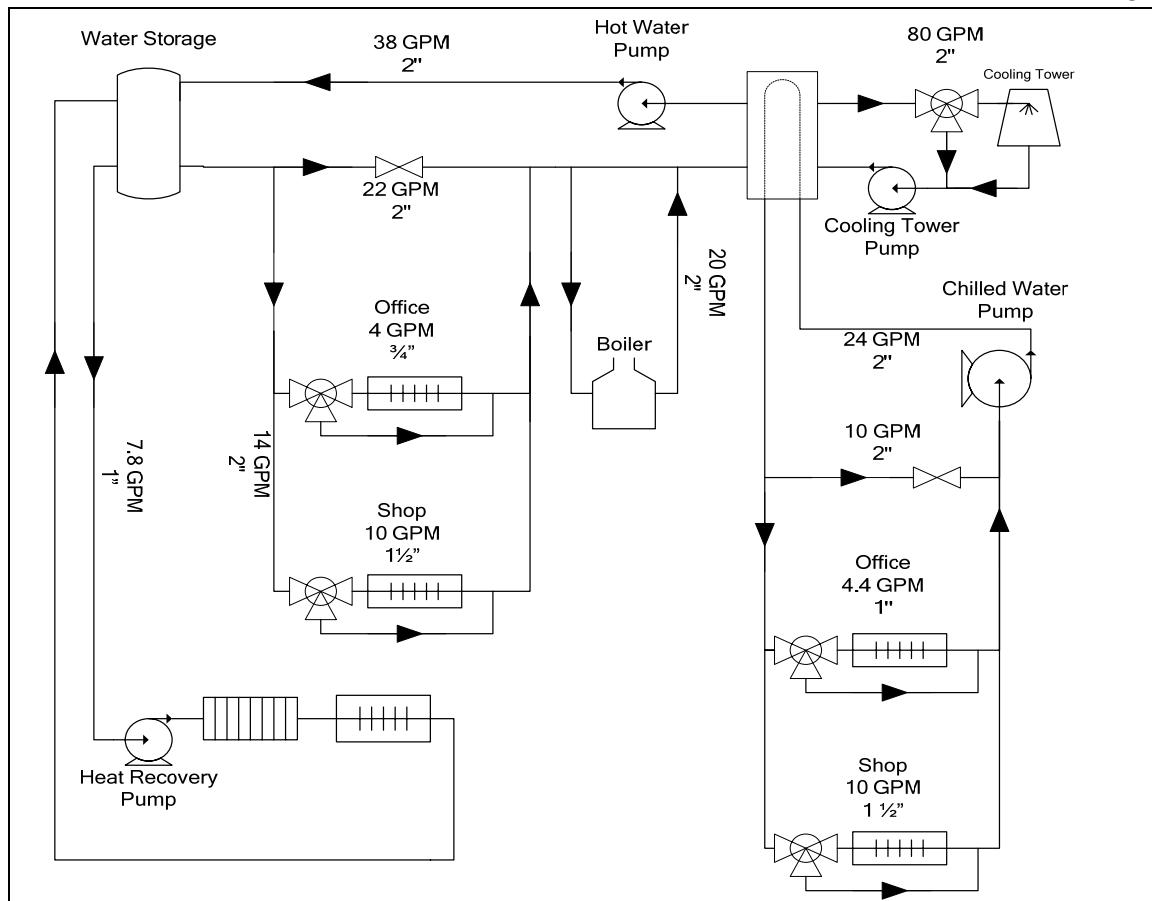 Water Storage
38 GPM
2"
Hot Water
Pump
80 GPM
2"
Cooling Tower
22 GPM
2"
Cooling Tower
Pump
20 GPM
2"
Chilled Water
Pump
Office
4 GPM
¾”
Boiler
24 GPM
2"
7.8 GPM
1”
14 GPM
2"
10 GPM
2"
Shop
10 GPM
1½”
Office
4.4 GPM
1"
Heat Recovery
Pump
Shop
10 GPM
1 ½”